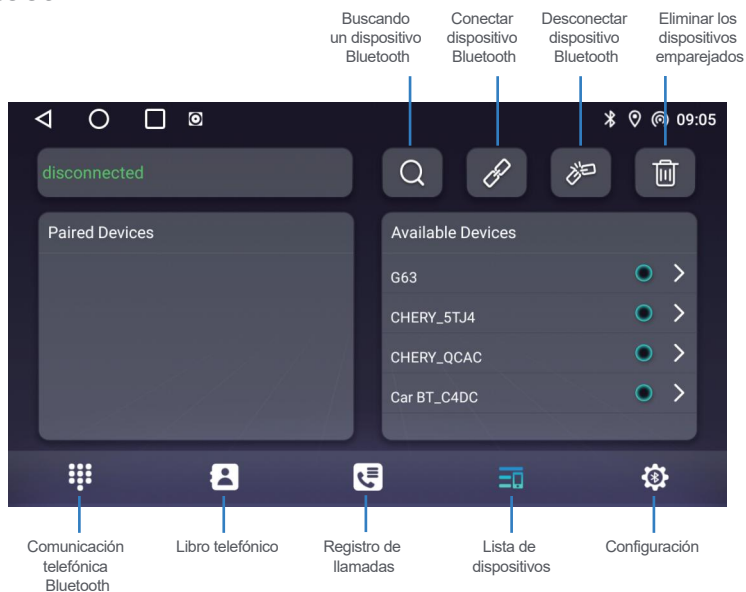 Buscando
un dispositivo
Bluetooth
Conectar
dispositivo
Bluetooth
Desconectar
dispositivo
Bluetooth
Eliminar los
dispositivos
emparejados
09:05
disconnected
Paired Devices
Available Devices
G63
CHERY_5TJ4
CHERY_QCAC
Car BT_C4DC
Comunicación
telefónica
Bluetooth
Libro telefónico
Registro de
llamadas
Lista de
dispositivos
Configuración